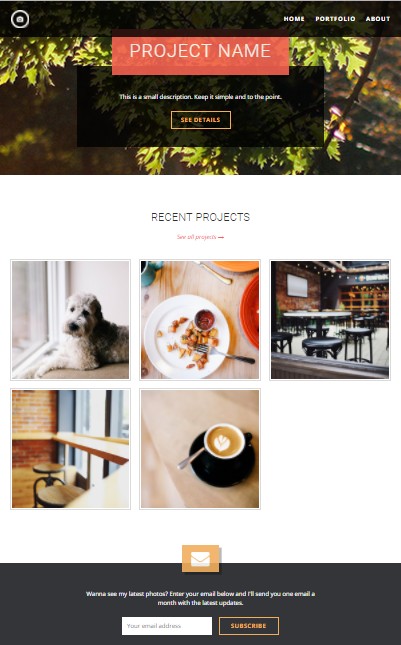 HOME PORTFOLIO ABOUT
PROJECT NAME
This is a small description. Keep it simple and to the point.
SEE DETAILS
RECENT PROJECTS
See all projects →
Wanna see my latest photos? Enter your email below and I'll send you one email a
month with the latest updates.
Your email address
SUBSCRIBE